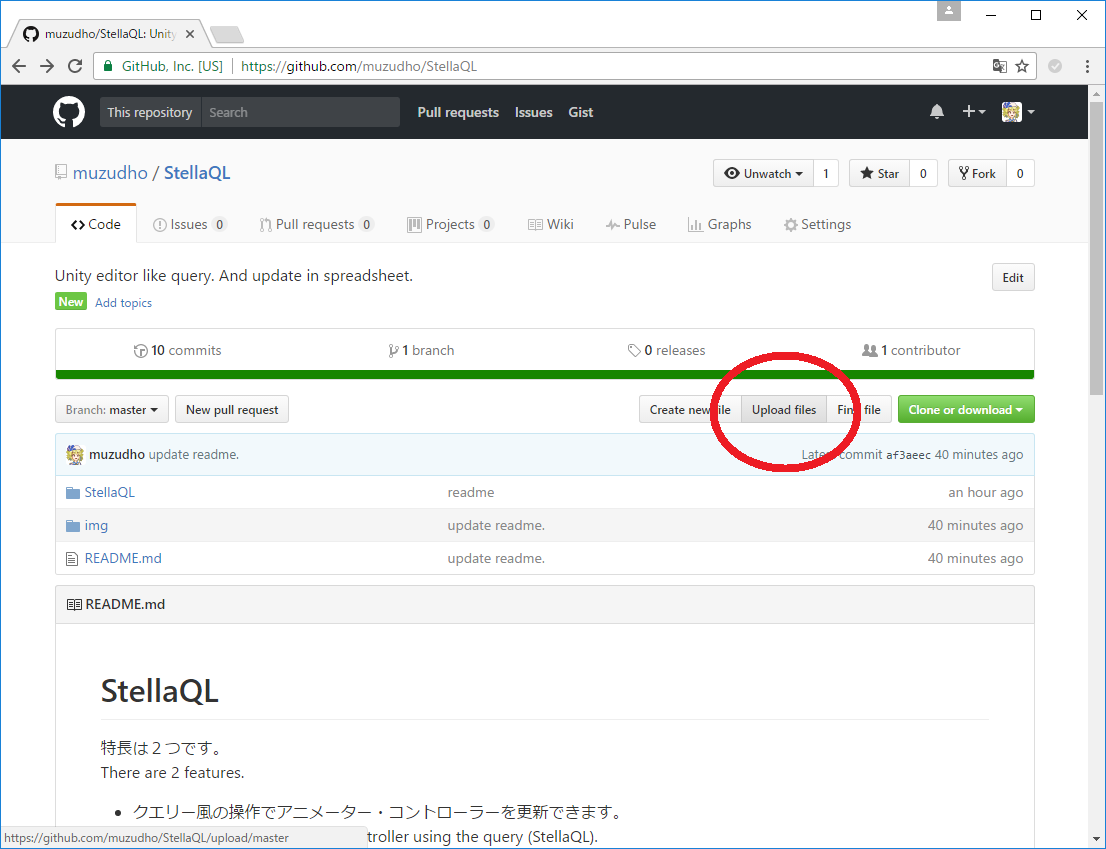 muzudho/StellaQL: Unity
GitHub, Inc. [US] https://github.com/muzudho/StellaQL
This repository Search Pull requests Issues Gist
muzudho / StellaQL Unwatch 1 Star 0 Fork 0
Code Issues 0 Pull requests 0 Projects 0 Wiki Pulse Graphs Settings
Unity editor like query. And update in spreadsheet. Edit
New Add topics
10 commits 1 branch 0 releases 1 contributor
Branch: master New pull request Create new file Upload files Find file Clone or download
muzudho update readme. Latest commit af3aeec 40 minutes ago
StellaQL readme an hour ago
img update readme. 40 minutes ago
README.md update readme. 40 minutes ago
README.md
StellaQL
特長は２つです。
There are 2 features.
• クエリー風の操作でアニメーター・コントローラーを更新できます。
https://github.com/muzudho/StellaQL/upload/master troller using the query (StellaQL).